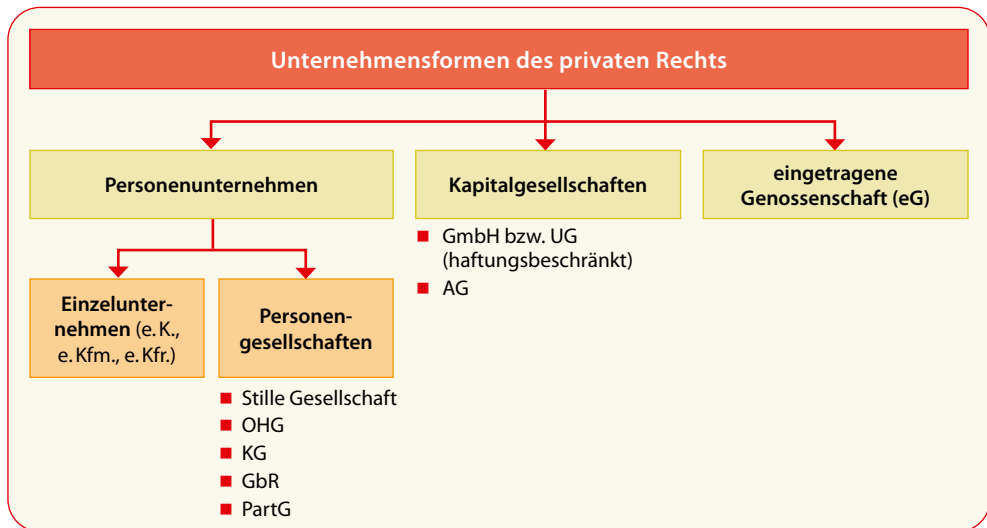 Unternehmensformen des privaten Rechts
Personenunternehmen
Kapitalgesellschaften
eingetragene
Genossenschaft (eG)
GmbH bzw. UG
(haftungsbeschränkt)
AG
Einzelunter-
nehmen (e. K.,
e. Kfm., e. Kfr.)
Personen-
gesellschaften
Stille Gesellschaft
OHG
KG
GbR
PartG